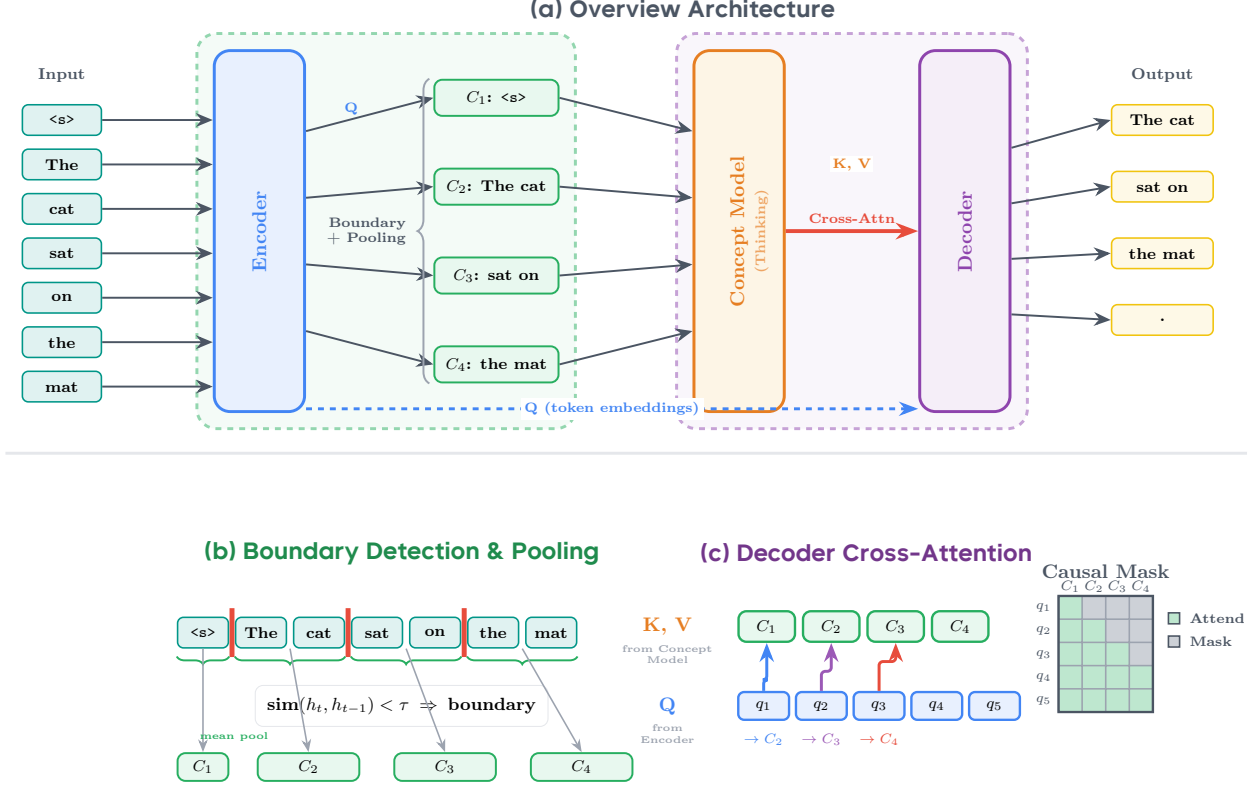 (a) Overview Architecture
Input
<s>
The
cat
sat
on
the
mat
Encoder
Q
Boundary
+ Pooling
C₁: <s>
C₂: The cat
C₃: sat on
C₄: the mat
Concept Model
(Thinking)
K, V
Cross-Attn
Decoder
Q (token embeddings)
Output
The cat
sat on
the mat
.
(b) Boundary Detection & Pooling
<s> The cat sat on the mat
sim(hₜ, hₜ₋₁) < τ ⇒ boundary
mean pool
C₁ C₂ C₃ C₄
(c) Decoder Cross-Attention
K, V
from Concept
Model
C₁ C₂ C₃ C₄
Q
from
Encoder
q₁ q₂ q₃ q₄ q₅
→ C₂ → C₃ → C₄
Causal Mask
C₁ C₂ C₃ C₄
q₁
q₂
q₃
q₄
q₅
Attend
Mask